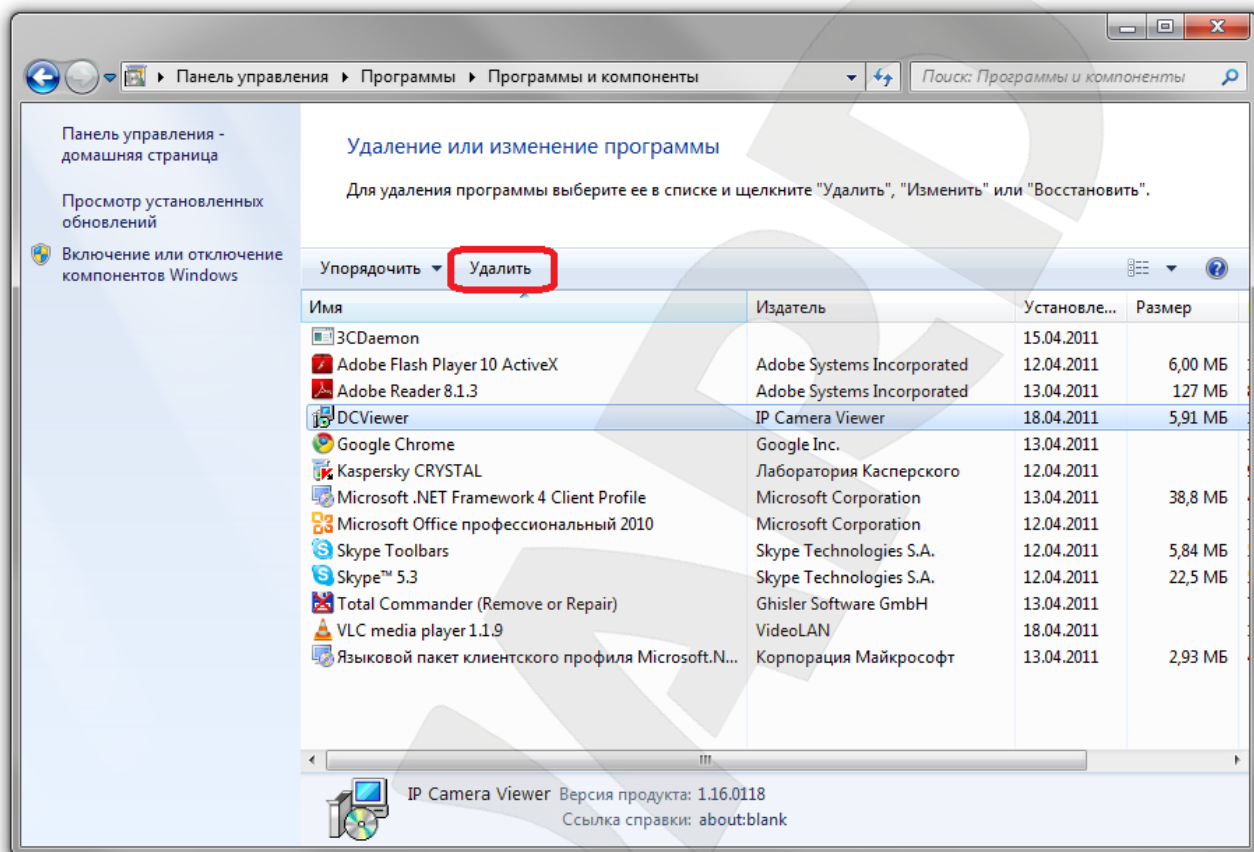 Панель управления ▸ Программы ▸ Программы и компоненты
Поиск: Программы и компоненты
Панель управления -
домашняя страница
Просмотр установленных
обновлений
Включение или отключение
компонентов Windows
Удаление или изменение программы
Для удаления программы выберите ее в списке и щелкните "Удалить", "Изменить" или "Восстановить".
Упорядочить Удалить
Имя Издатель Установле... Размер
3CDaemon 15.04.2011
Adobe Flash Player 10 ActiveX Adobe Systems Incorporated 12.04.2011 6,00 МБ
Adobe Reader 8.1.3 Adobe Systems Incorporated 13.04.2011 127 МБ
DCViewer IP Camera Viewer 18.04.2011 5,91 МБ
Google Chrome Google Inc. 13.04.2011
Kaspersky CRYSTAL Лаборатория Касперского 12.04.2011
Microsoft .NET Framework 4 Client Profile Microsoft Corporation 13.04.2011 38,8 МБ
Microsoft Office профессиональный 2010 Microsoft Corporation 12.04.2011
Skype Toolbars Skype Technologies S.A. 12.04.2011 5,84 МБ
Skype™ 5.3 Skype Technologies S.A. 12.04.2011 22,5 МБ
Total Commander (Remove or Repair) Ghisler Software GmbH 13.04.2011
VLC media player 1.1.9 VideoLAN 18.04.2011
Языковой пакет клиентского профиля Microsoft.N... Корпорация Майкрософт 13.04.2011 2,93 МБ
IP Camera Viewer Версия продукта: 1.16.0118
Ссылка справки: about:blank